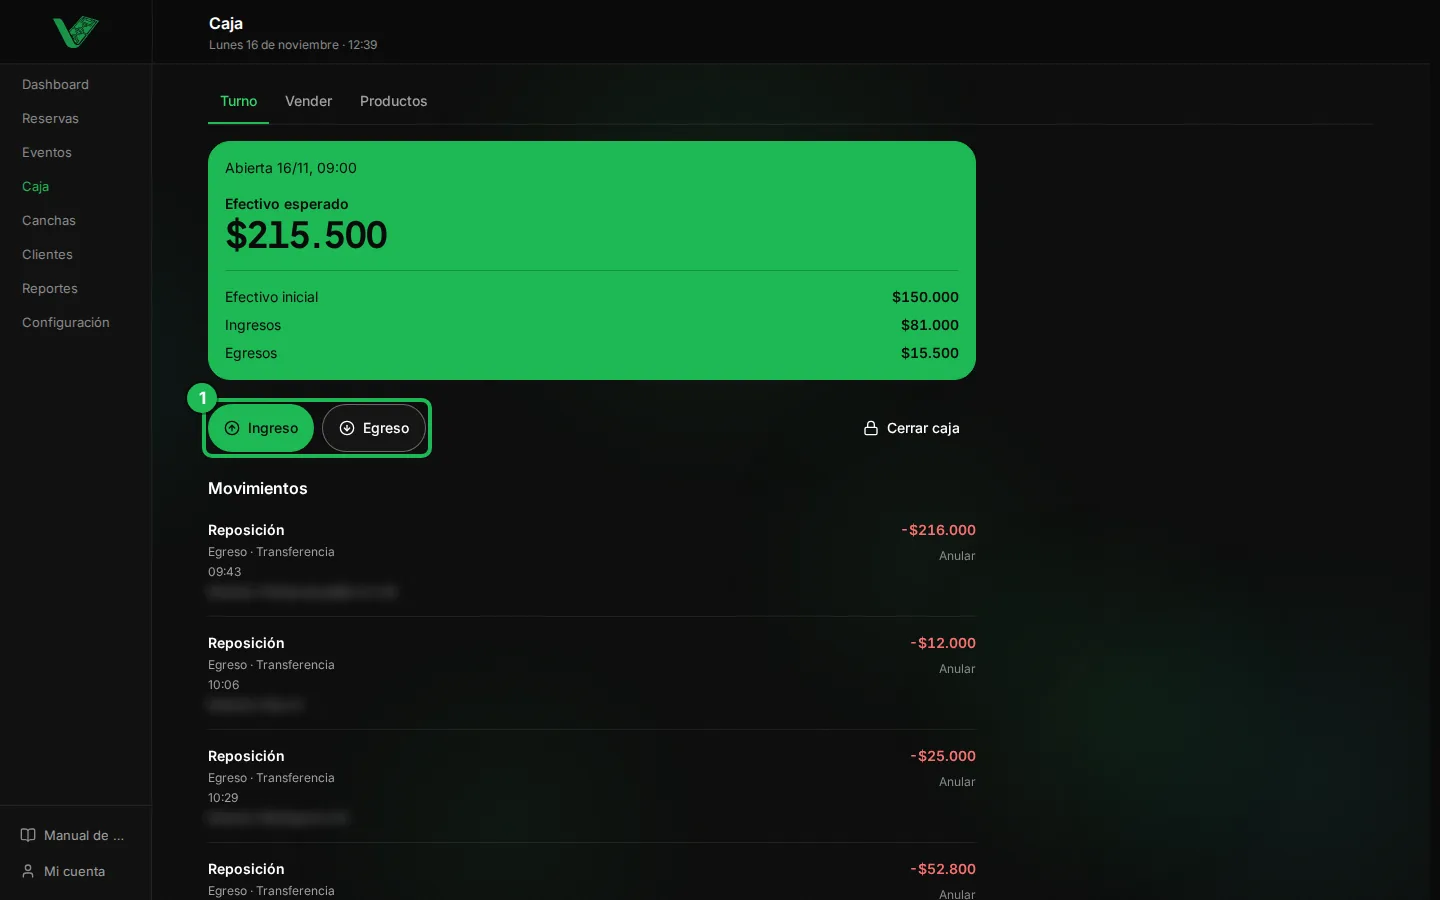 Caja
Lunes 16 de noviembre · 12:39
Dashboard
Reservas
Eventos
Caja
Canchas
Clientes
Reportes
Configuración
Manual de ...
Mi cuenta
Turno Vender Productos
Abierta 16/11, 09:00
Efectivo esperado
$215.500
Efectivo inicial $150.000
Ingresos $81.000
Egresos $15.500
1
Ingreso Egreso Cerrar caja
Movimientos
Reposición -$216.000
Egreso · Transferencia Anular
09:43
Reposición -$12.000
Egreso · Transferencia Anular
10:06
Reposición -$25.000
Egreso · Transferencia Anular
10:29
Reposición -$52.800
Egreso · Transferencia Anular